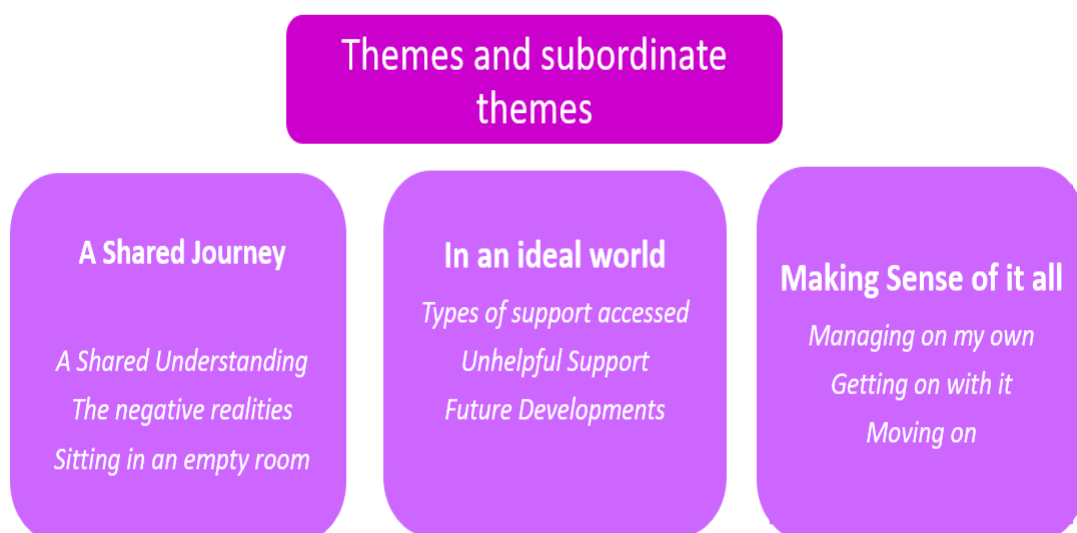 Themes and subordinate
themes
A Shared Journey
A Shared Understanding
The negative realities
Sitting in an empty room
In an ideal world
Types of support accessed
Unhelpful Support
Future Developments
Making Sense of it all
Managing on my own
Getting on with it
Moving on